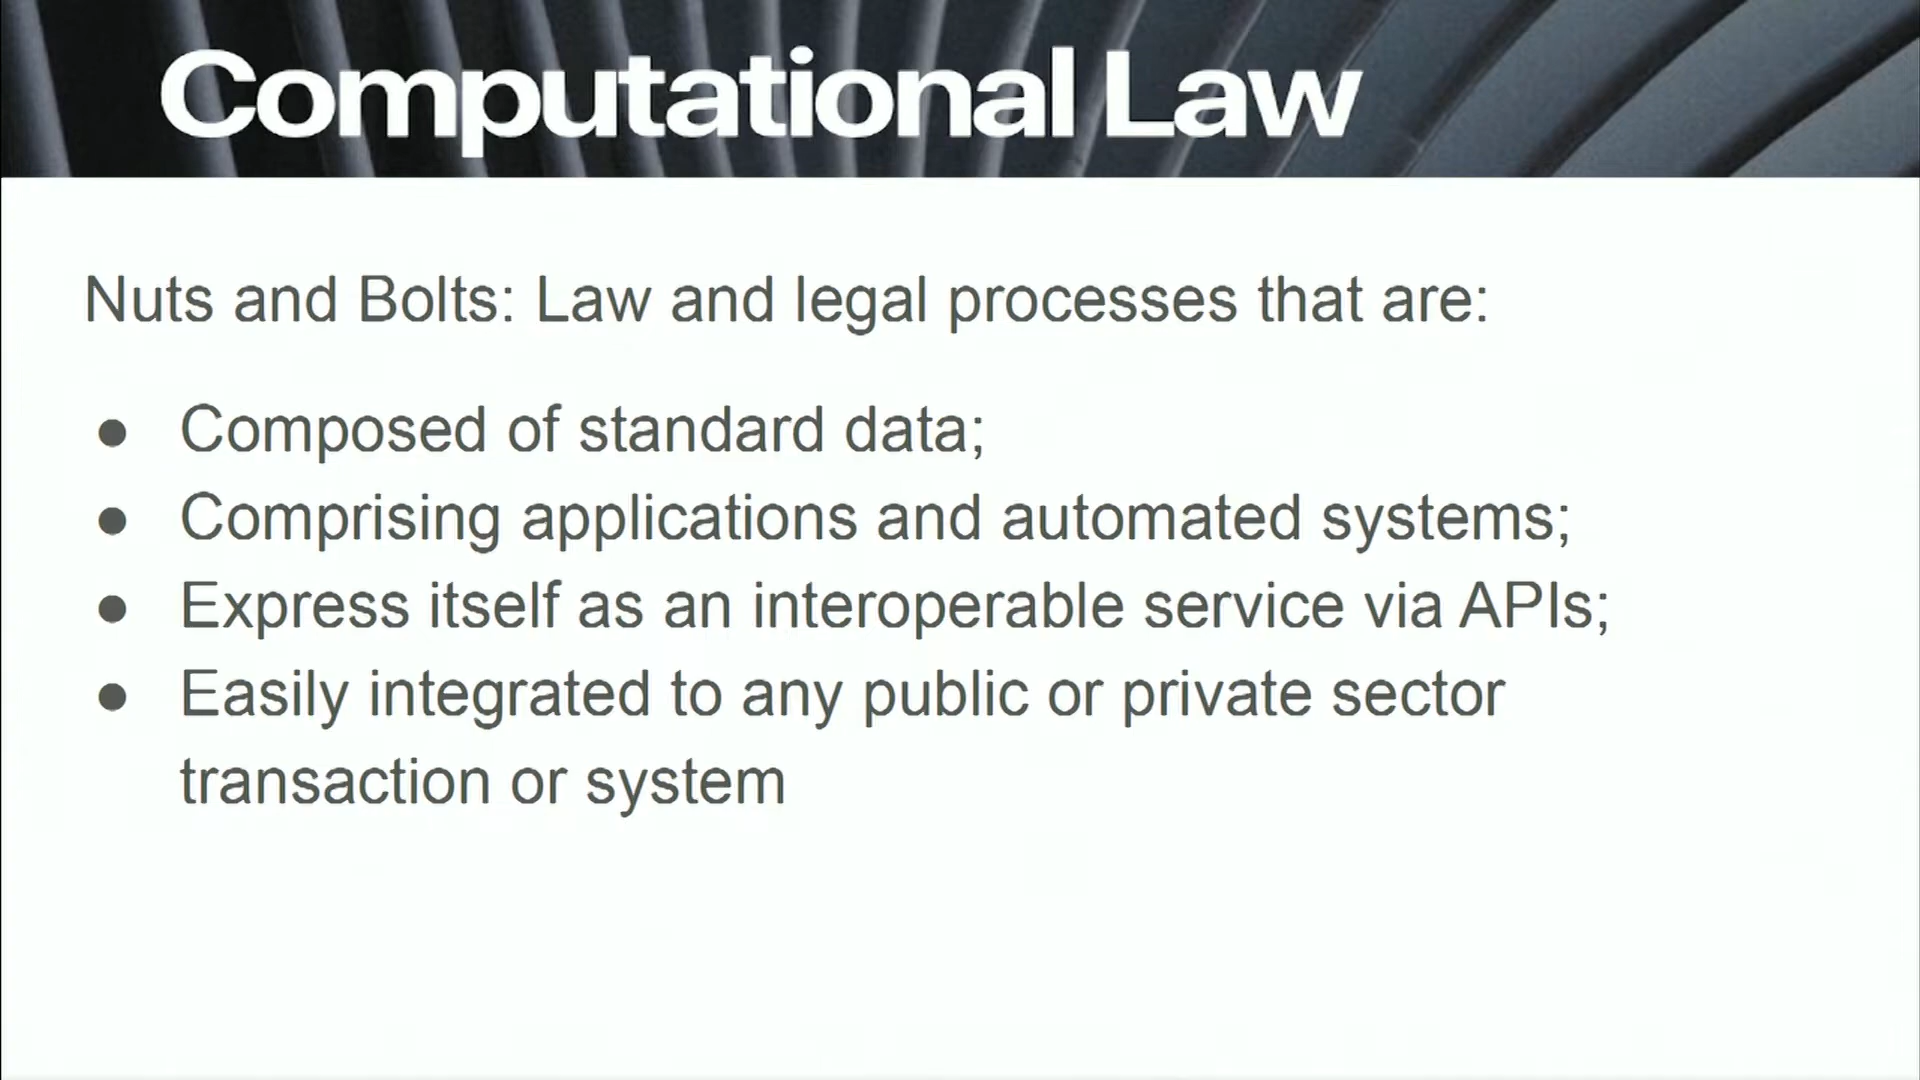 Computational Law
Nuts and Bolts: Law and legal processes that are:
● Composed of standard data;
● Comprising applications and automated systems;
● Express itself as an interoperable service via APIs;
● Easily integrated to any public or private sector
transaction or system